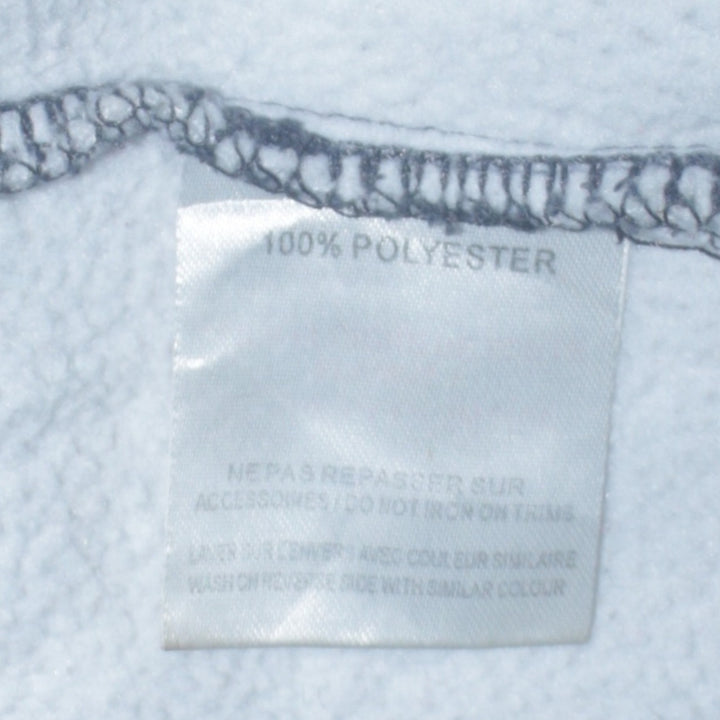 100% POLYESTER
NE PAS REPASSER SUR
ACCESSOIRES / DO NOT IRON ON TRIMS
LAVER SUR L'ENVERS AVEC COULEUR SIMILAIRE
WASH ON REVERSE SIDE WITH SIMILAR COLOUR